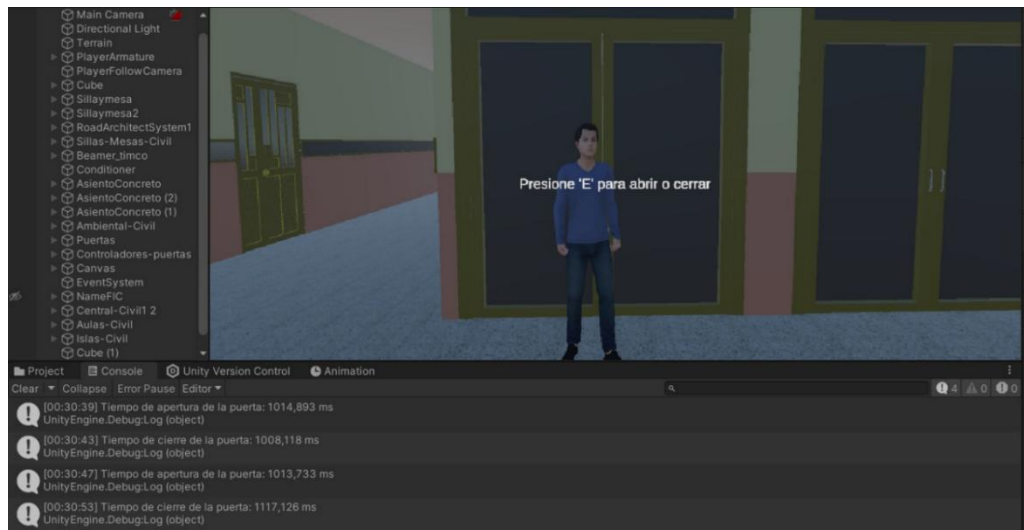 Main Camera
Directional Light
Terrain
PlayerArmature
PlayerFollowCamera
Cube
Sillaymesa
Sillaymesa2
RoadArchitectSystem1
Sillas-Mesas-Civil
Beamer_timco
Conditioner
AsientoConcreto
AsientoConcreto (2)
AsientoConcreto (1)
Ambiental-Civil
Puertas
Controladores-puertas
Canvas
EventSystem
NameFIC
Central-Civil1 2
Aulas-Civil
Islas-Civil
Cube (1)
Presione 'E' para abrir o cerrar
Project Console Unity Version Control Animation
Clear Collapse Error Pause Editor 4 0 0
[00:30:39] Tiempo de apertura de la puerta: 1014,893 ms
UnityEngine.Debug:Log (object)
[00:30:43] Tiempo de cierre de la puerta: 1008,118 ms
UnityEngine.Debug:Log (object)
[00:30:47] Tiempo de apertura de la puerta: 1013,733 ms
UnityEngine.Debug:Log (object)
[00:30:53] Tiempo de cierre de la puerta: 1117,126 ms
UnityEngine.Debug:Log (object)